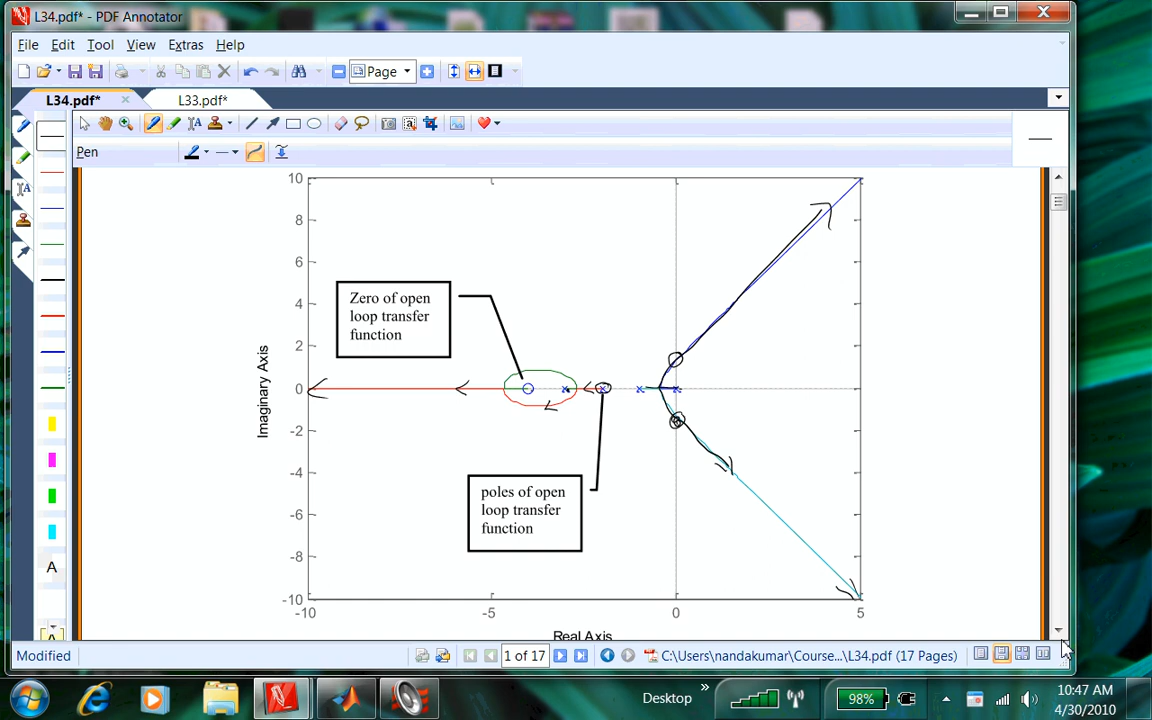 L34.pdf* - PDF Annotator
File Edit Tool View Extras Help
Page
L34.pdf* L33.pdf*
Pen
10
8
6
4
2
0
-2
-4
-6
-8
-10
-10 -5 0 5
Imaginary Axis
Real Axis
Zero of open
loop transfer
function
poles of open
loop transfer
function
A
Modified
1 of 17
C:\Users\nandakumar\Course...\L34.pdf (17 Pages)
Desktop
98%
10:47 AM
4/30/2010